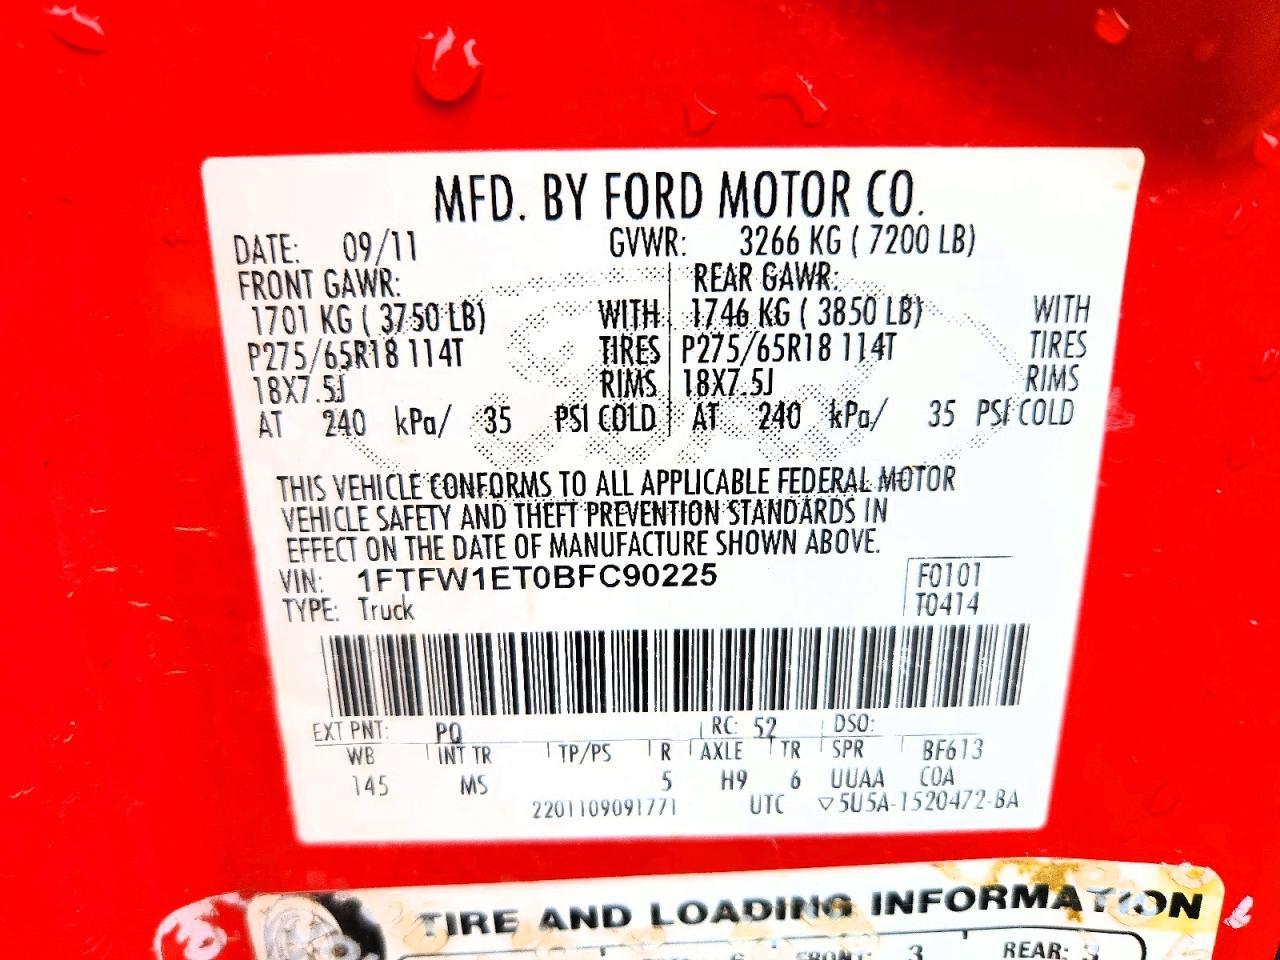 MFD. BY FORD MOTOR CO.
DATE: 09/11 GVWR: 3266 KG ( 7200 LB)
FRONT GAWR: REAR GAWR:
1701 KG ( 3750 LB) WITH 1746 KG ( 3850 LB) WITH
P275/65R18 114T TIRES P275/65R18 114T TIRES
18X7.5J RIMS 18X7.5J RIMS
AT 240 kPa/ 35 PSI COLD AT 240 kPa/ 35 PSI COLD
THIS VEHICLE CONFORMS TO ALL APPLICABLE FEDERAL MOTOR
VEHICLE SAFETY AND THEFT PREVENTION STANDARDS IN
EFFECT ON THE DATE OF MANUFACTURE SHOWN ABOVE.
VIN: 1FTFW1ET0BFC90225 F0101
TYPE: Truck T0414
EXT PNT: PQ RC: 52 DSO:
WB INT TR TP/PS R AXLE TR SPR BF613
145 MS 5 H9 6 UUAA COA
2201109091771 UTC ▽5U5A-1520472-BA
TIRE AND LOADING INFORMATION
FRONT: 3 REAR: 3